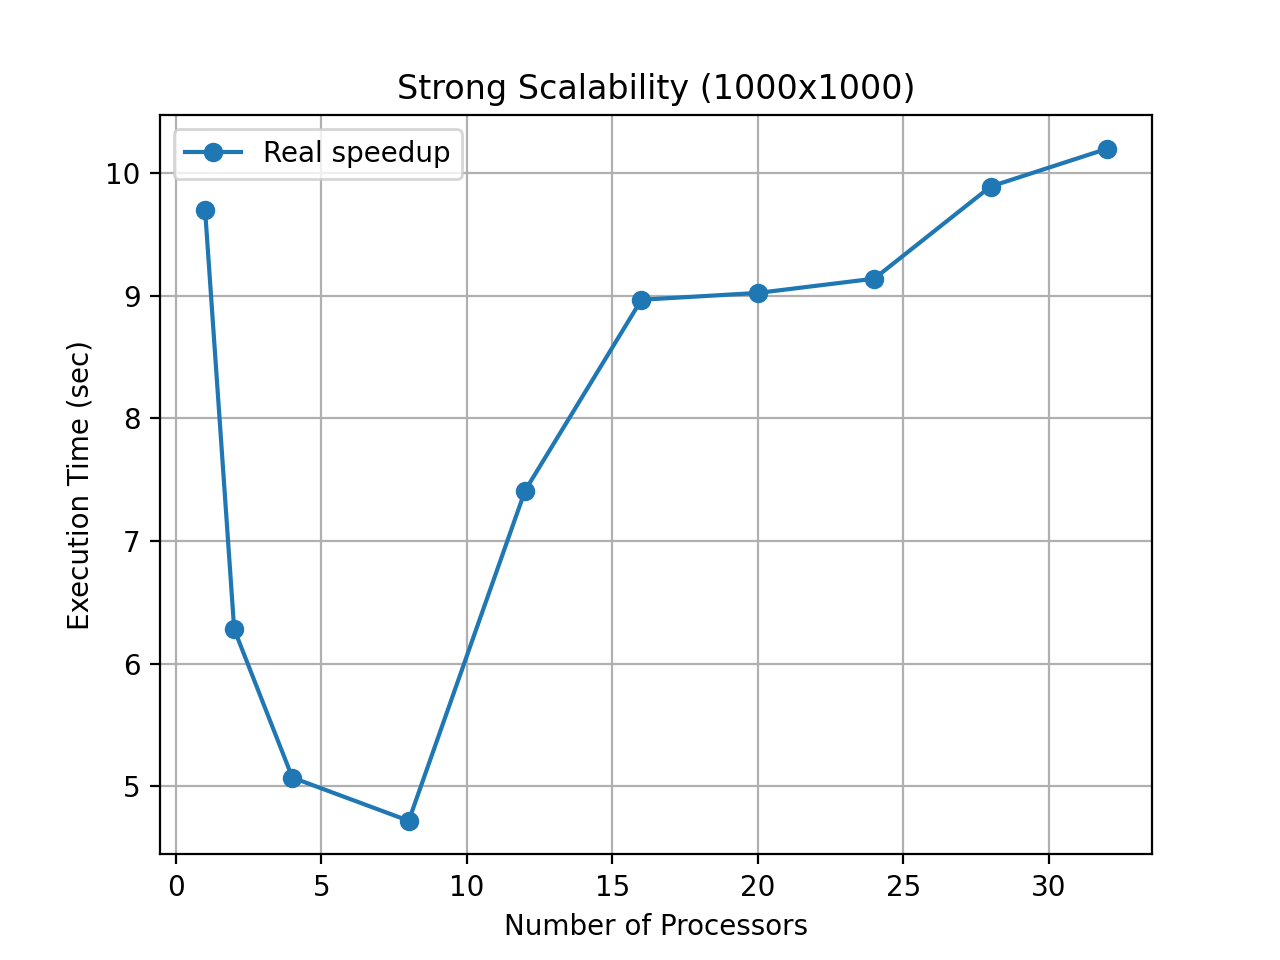 Strong Scalability (1000x1000)
Real speedup
10
9
8
7
6
5
Execution Time (sec)
0 5 10 15 20 25 30
Number of Processors